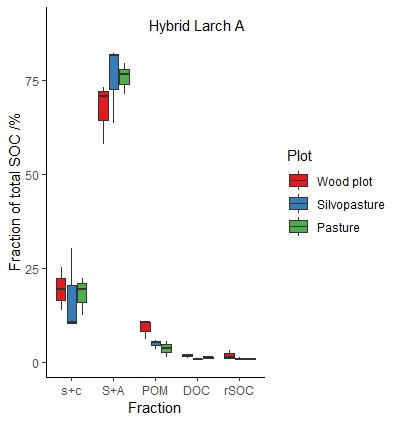 Hybrid Larch A
Fraction of total SOC /%
75
50
25
0
s+c S+A POM DOC rSOC
Fraction
Plot
Wood plot
Silvopasture
Pasture